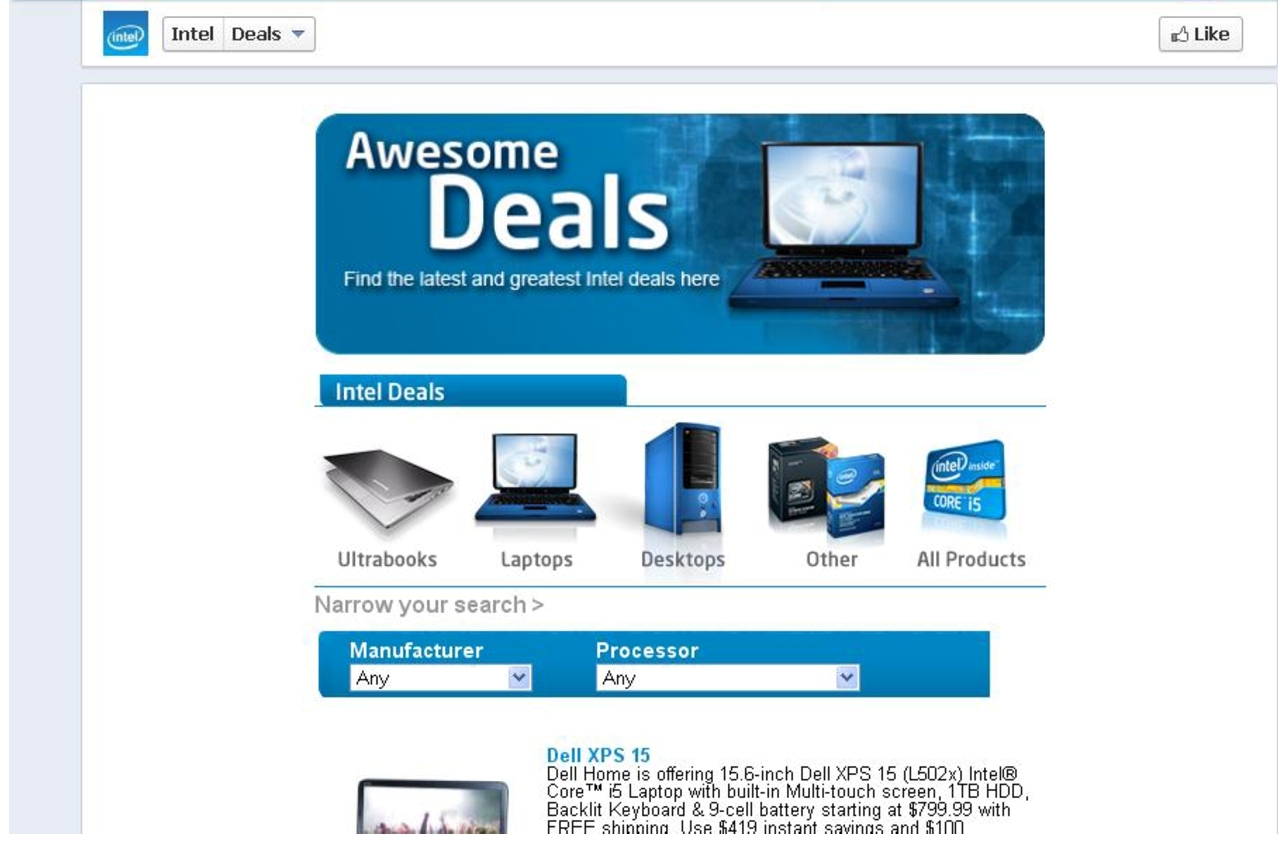 intel
Intel Deals
Like
Awesome
Deals
Find the latest and greatest Intel deals here
Intel Deals
intel inside™
CORE™ i5
Ultrabooks
Laptops
Desktops
Other
All Products
Narrow your search >
Manufacturer
Processor
Any
Any
Dell XPS 15
Dell Home is offering 15.6-inch Dell XPS 15 (L502x) Intel®
Core™ i5 Laptop with built-in Multi-touch screen, 1TB HDD,
Backlit Keyboard & 9-cell battery starting at $799.99 with
FREE shipping. Use $419 instant savings and $100